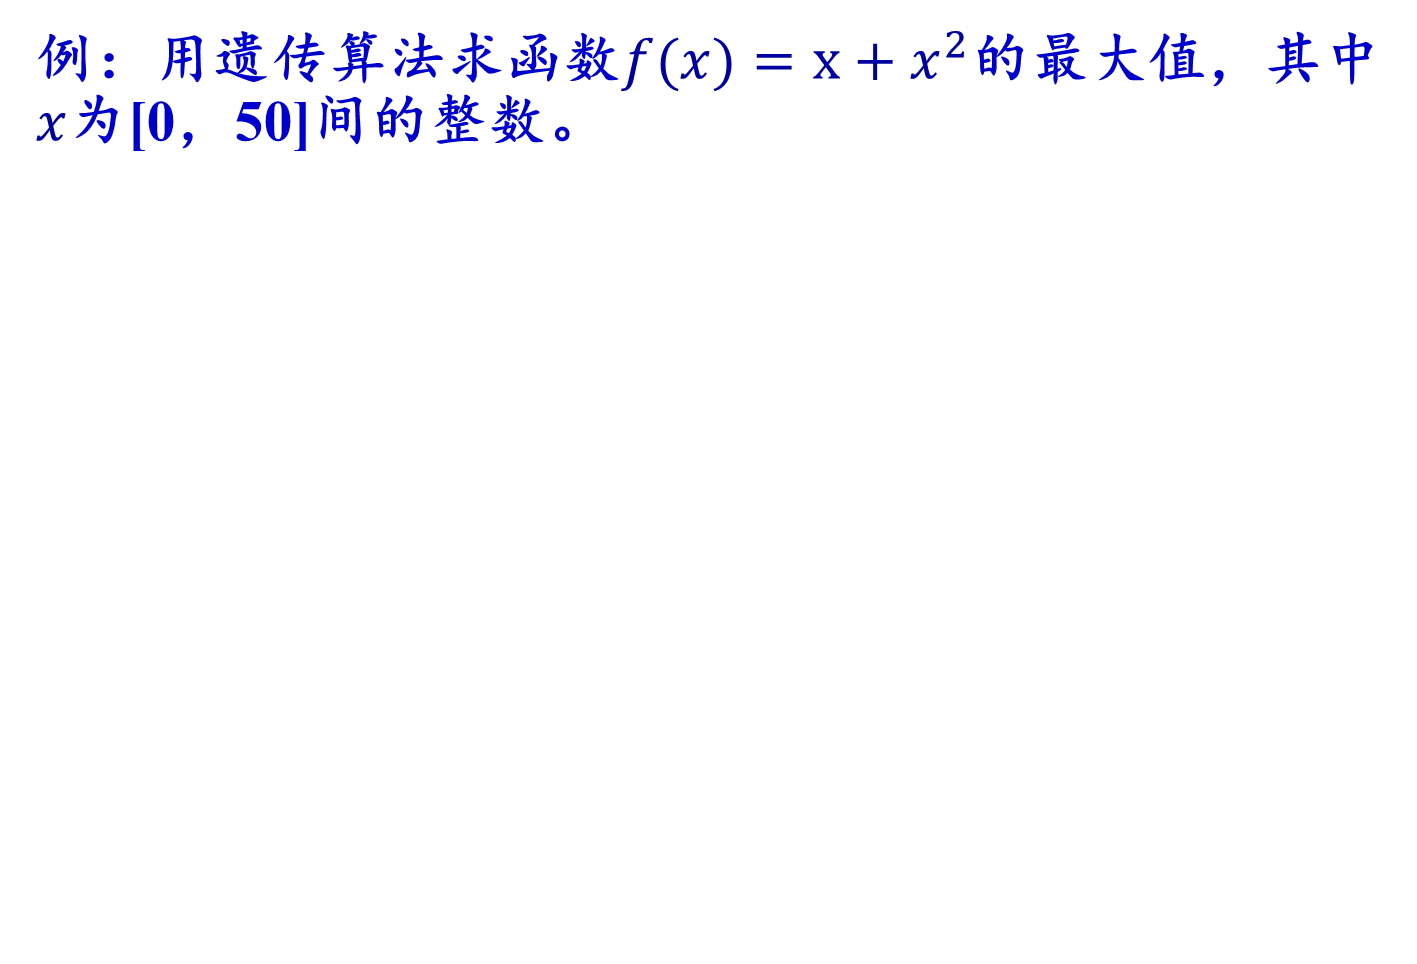 例：用遗传算法求函数f(x) = x + x²的最大值，其中
x为[0，50]间的整数。